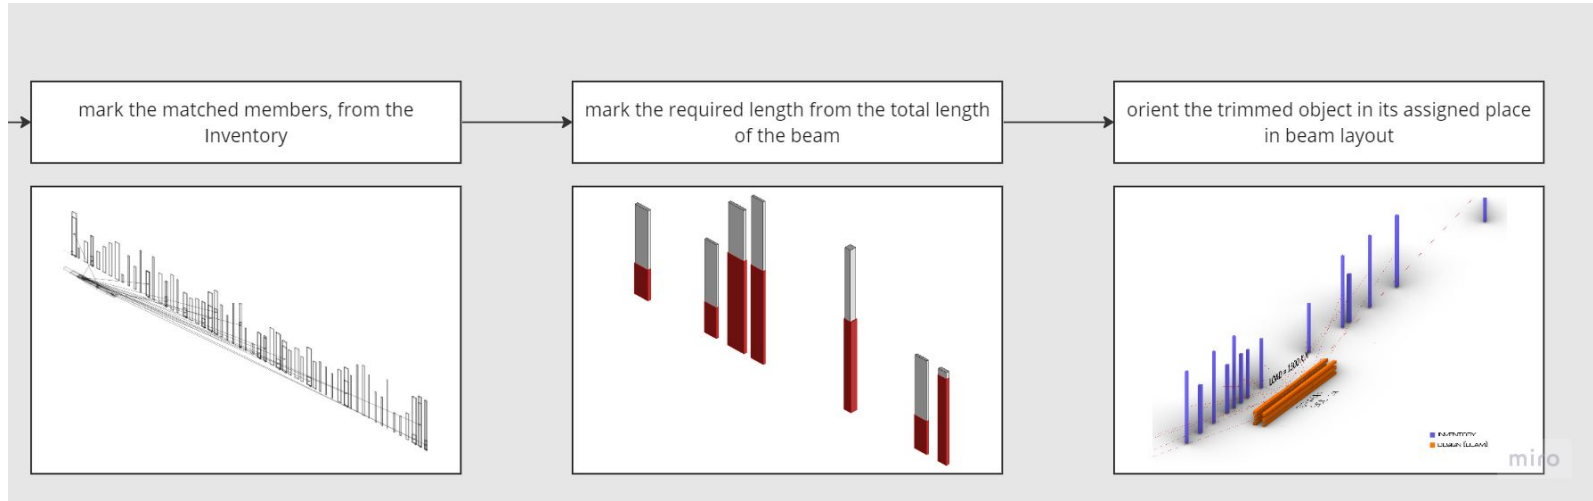 mark the matched members, from the
Inventory
mark the required length from the total length
of the beam
orient the trimmed object in its assigned place
in beam layout
INVENTORY
miro